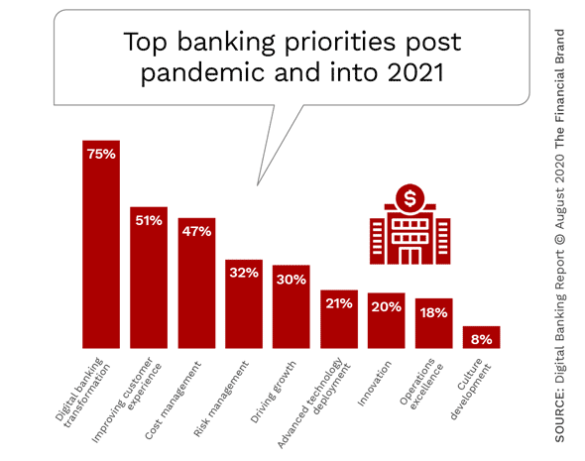 Top banking priorities post
pandemic and into 2021
75%
51%
47%
32%
30%
21%
20%
18%
8%
$
Digital banking
transformation
Improving customer
experience
Cost management
Risk management
Driving growth
Advanced technology
deployment
Innovation
Operations
excellence
Culture
development
SOURCE: Digital Banking Report © August 2020 The Financial Brand